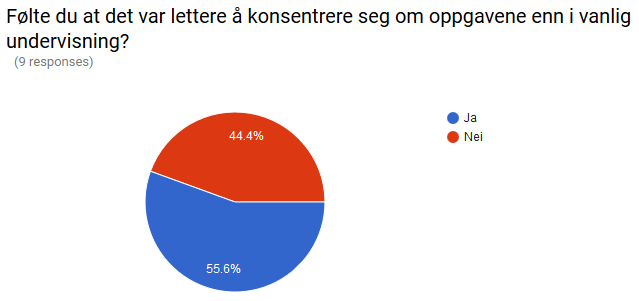 Følte du at det var lettere å konsentrere seg om oppgavene enn i vanlig
undervisning?
(9 responses)
Ja
Nei
44.4%
55.6%